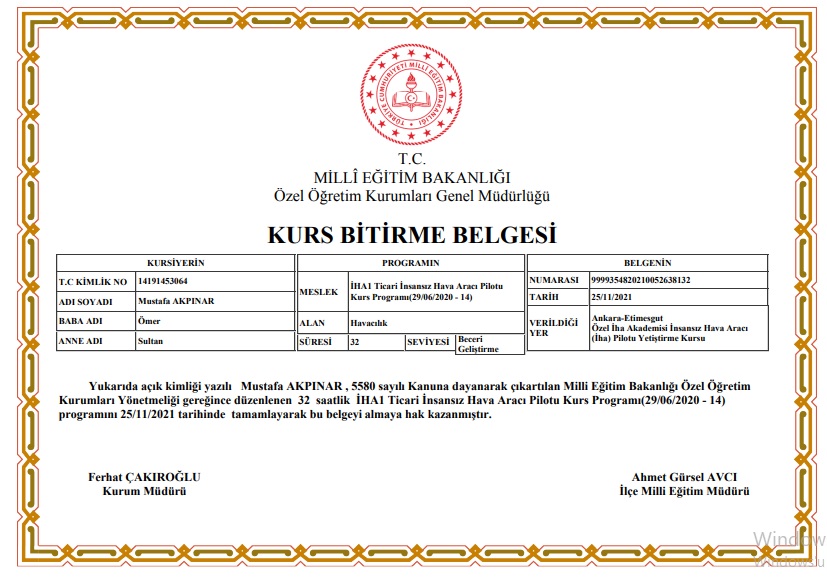 TÜRKİYE CUMHURİYETİ MİLLÎ EĞİTİM BAKANLIĞI
T.C.
MİLLÎ EĞİTİM BAKANLIĞI
Özel Öğretim Kurumları Genel Müdürlüğü
KURS BİTİRME BELGESİ
KURSİYERİN
T.C KİMLİK NO 14191453064
ADI SOYADI Mustafa AKPINAR
BABA ADI Ömer
ANNE ADI Sultan
PROGRAMIN
MESLEK İHA1 Ticari İnsansız Hava Aracı Pilotu
Kurs Programı(29/06/2020 - 14)
ALAN Havacılık
SÜRESİ 32 SEVİYESİ Beceri
Geliştirme
BELGENİN
NUMARASI 9999354820210052638132
TARİH 25/11/2021
VERİLDİĞİ
YER
Ankara-Etimesgut
Özel İha Akademisi İnsansız Hava Aracı
(İha) Pilotu Yetiştirme Kursu
Yukarıda açık kimliği yazılı Mustafa AKPINAR , 5580 sayılı Kanuna dayanarak çıkartılan Milli Eğitim Bakanlığı Özel Öğretim
Kurumları Yönetmeliği gereğince düzenlenen 32 saatlik İHA1 Ticari İnsansız Hava Aracı Pilotu Kurs Programı(29/06/2020 - 14)
programını 25/11/2021 tarihinde tamamlayarak bu belgeyi almaya hak kazanmıştır.
Ferhat ÇAKIROĞLU
Kurum Müdürü
Ahmet Gürsel AVCI
İlçe Milli Eğitim Müdürü
Window
Windows'u